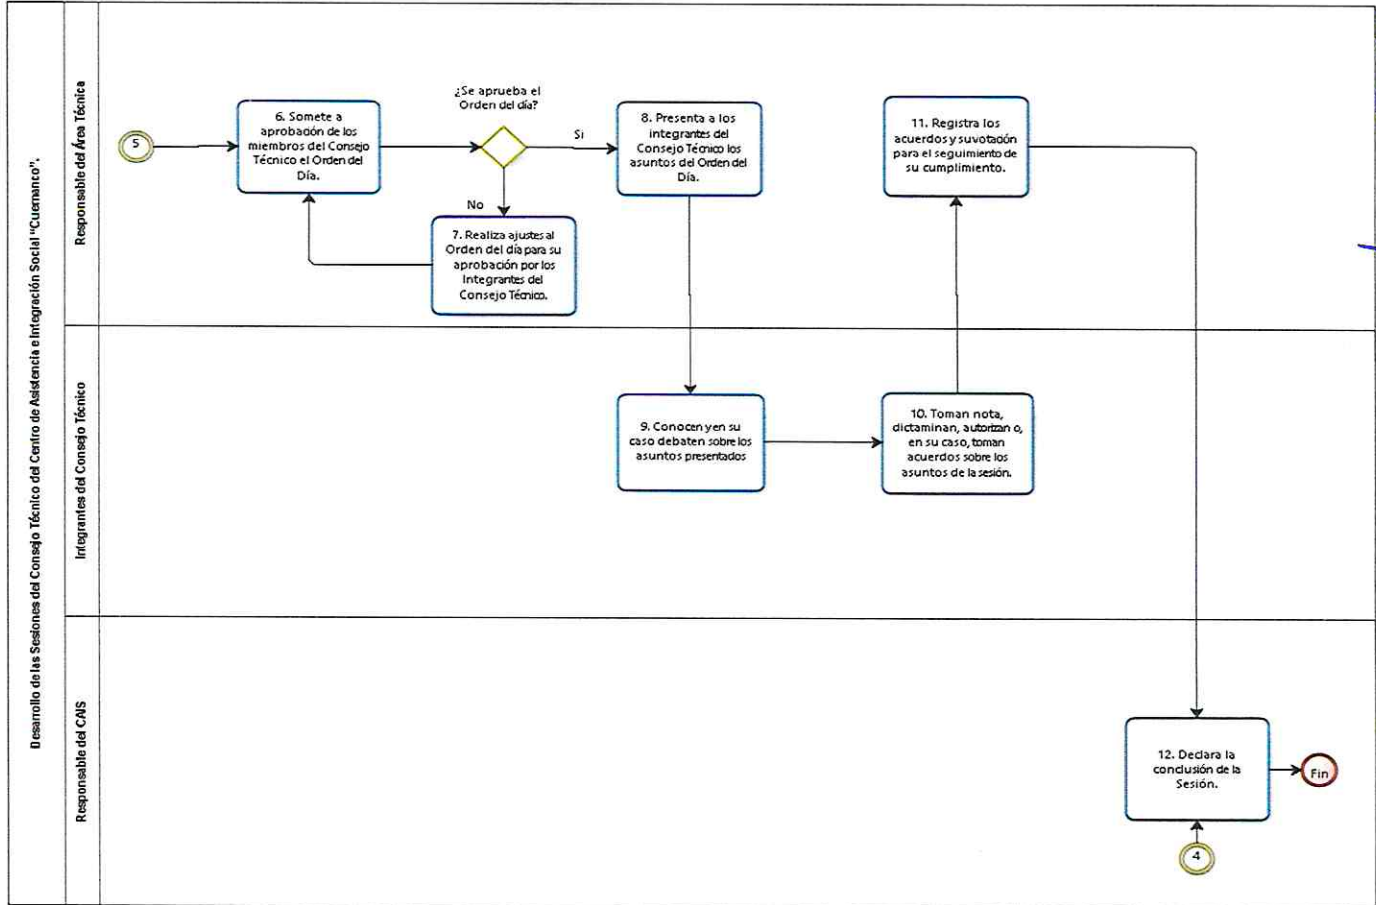 Desarrollo de las Sesiones del Consejo Técnico del Centro de Asistencia e Integración Social "Cuemanco".
Responsable del Área Técnica
5
6. Somete a
aprobación de los
miembros del Consejo
Técnico el Orden del
Día.
¿Se aprueba el
Orden del día?
Si
No
7. Realiza ajustes al
Orden del día para su
aprobación por los
Integrantes del
Consejo Técnico.
8. Presenta a los
integrantes del
Consejo Técnico los
asuntos del Orden del
Día.
11. Registra los
acuerdos y su votación
para el seguimiento de
su cumplimiento.
Integrantes del Consejo Técnico
9. Conocen y en su
caso debaten sobre los
asuntos presentados
10. Toman nota,
dictaminan, autorizan o,
en su caso, toman
acuerdos sobre los
asuntos de la sesión.
Responsable del CAIS
12. Declara la
conclusión de la
Sesión.
Fin
4